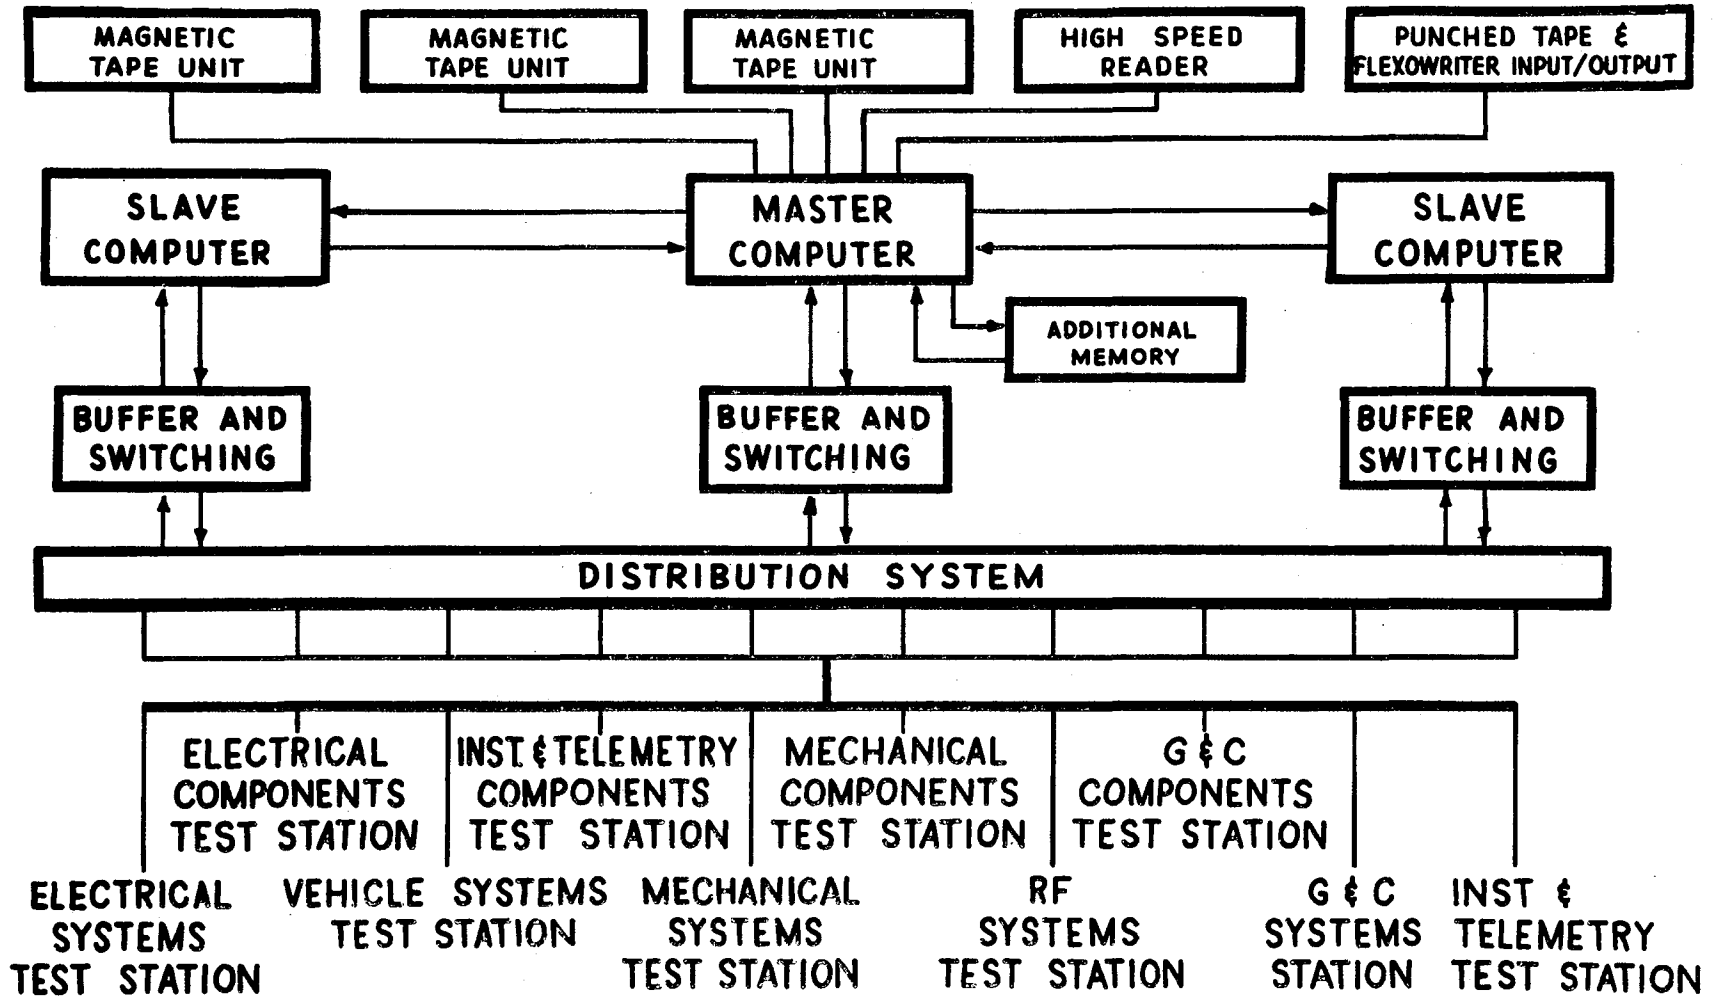 MAGNETIC
TAPE UNIT
MAGNETIC
TAPE UNIT
MAGNETIC
TAPE UNIT
HIGH SPEED
READER
PUNCHED TAPE &
FLEXOWRITER INPUT/OUTPUT
SLAVE
COMPUTER
MASTER
COMPUTER
SLAVE
COMPUTER
ADDITIONAL
MEMORY
BUFFER AND
SWITCHING
BUFFER AND
SWITCHING
BUFFER AND
SWITCHING
DISTRIBUTION SYSTEM
ELECTRICAL
COMPONENTS
TEST STATION
INST. & TELEMETRY
COMPONENTS
TEST STATION
MECHANICAL
COMPONENTS
TEST STATION
G & C
COMPONENTS
TEST STATION
ELECTRICAL
SYSTEMS
TEST STATION
VEHICLE SYSTEMS
TEST STATION
MECHANICAL
SYSTEMS
TEST STATION
RF
SYSTEMS
TEST STATION
G & C
SYSTEMS
STATION
INST &
TELEMETRY
TEST STATION